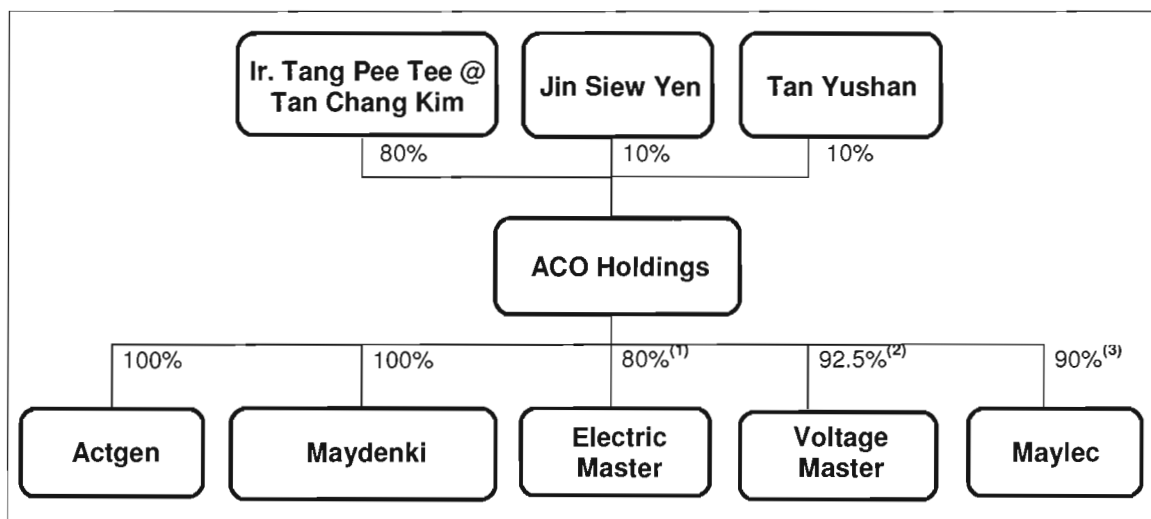 Ir. Tang Pee Tee @
Tan Chang Kim
Jin Siew Yen
Tan Yushan
80%
10%
10%
ACO Holdings
100%
100%
80%(1)
92.5%(2)
90%(3)
Actgen
Maydenki
Electric
Master
Voltage
Master
Maylec